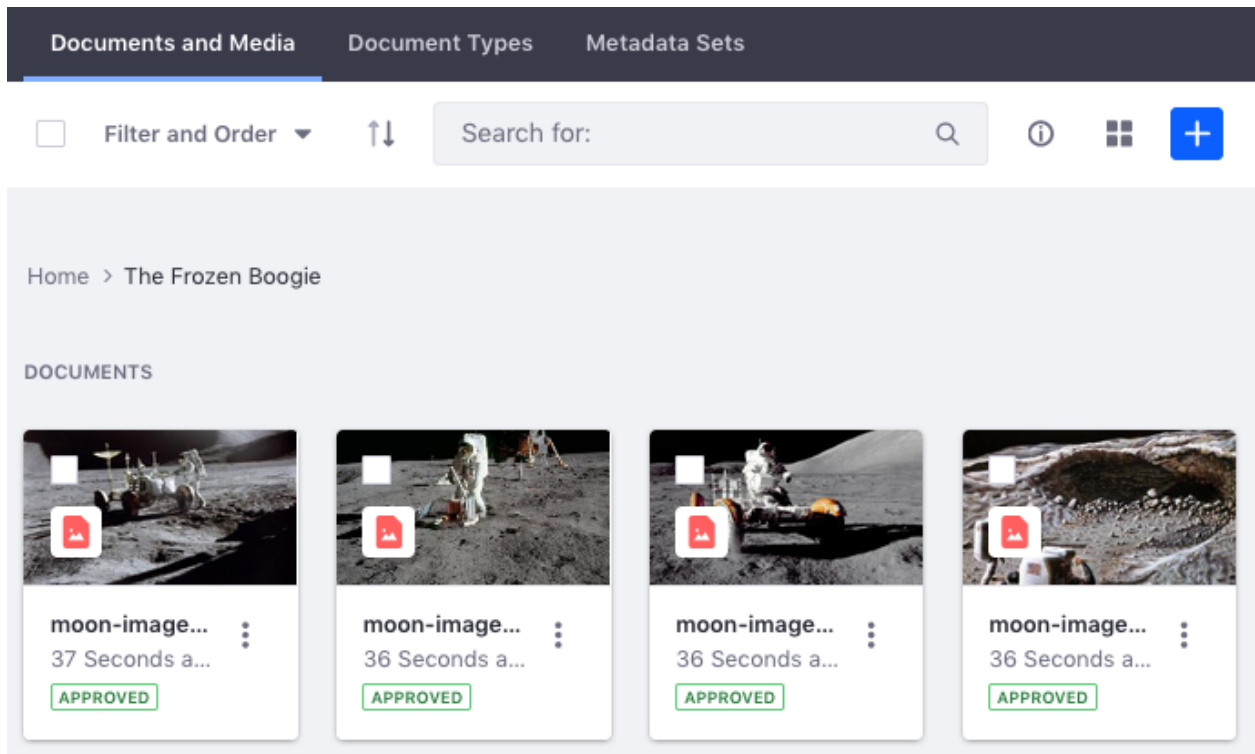 Documents and Media Document Types Metadata Sets
Filter and Order Search for:
Home > The Frozen Boogie
DOCUMENTS
moon-image... moon-image... moon-image... moon-image...
37 Seconds a... 36 Seconds a... 36 Seconds a... 36 Seconds a...
APPROVED APPROVED APPROVED APPROVED